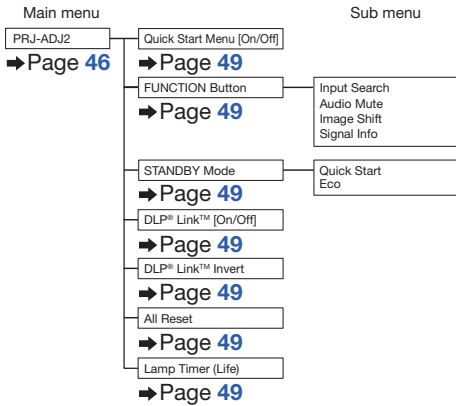 Main menu
Sub menu
PRJ-ADJ2
➡Page 46
Quick Start Menu [On/Off]
➡Page 49
FUNCTION Button
➡Page 49
Input Search
Audio Mute
Image Shift
Signal Info
STANDBY Mode
➡Page 49
Quick Start
Eco
DLP® Link™ [On/Off]
➡Page 49
DLP® Link™ Invert
➡Page 49
All Reset
➡Page 49
Lamp Timer (Life)
➡Page 49